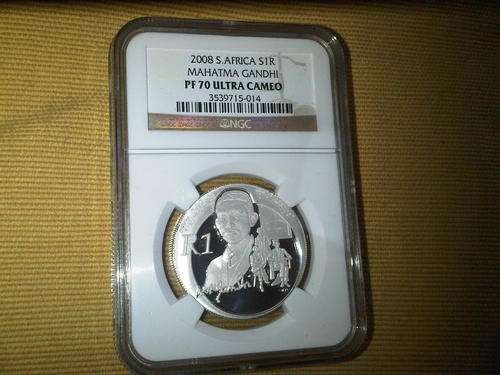 2008 S.AFRICA S1R
MAHATMA GANDHI
PF 70 ULTRA CAMEO
3539715-014
NGC
R1